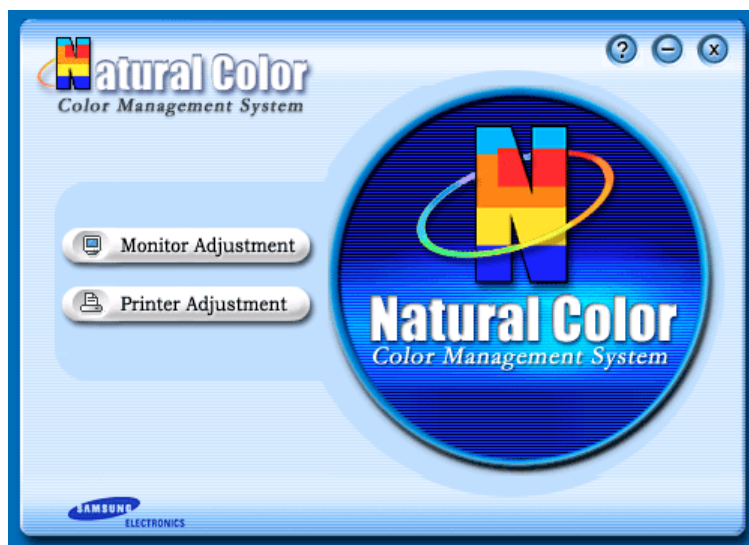 Natural Color
Color Management System
? – x
Monitor Adjustment
Printer Adjustment
N
Natural Color
Color Management System
SAMSUNG
ELECTRONICS